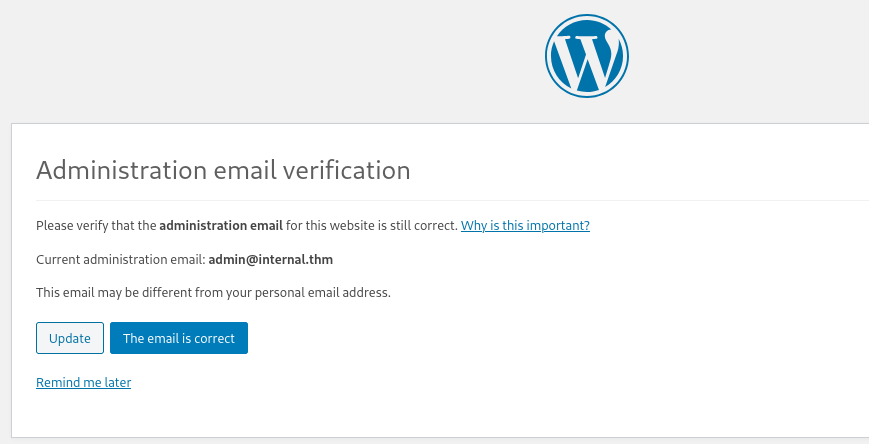 W
Administration email verification
Please verify that the administration email for this website is still correct. Why is this important?
Current administration email: admin@internal.thm
This email may be different from your personal email address.
Update The email is correct
Remind me later